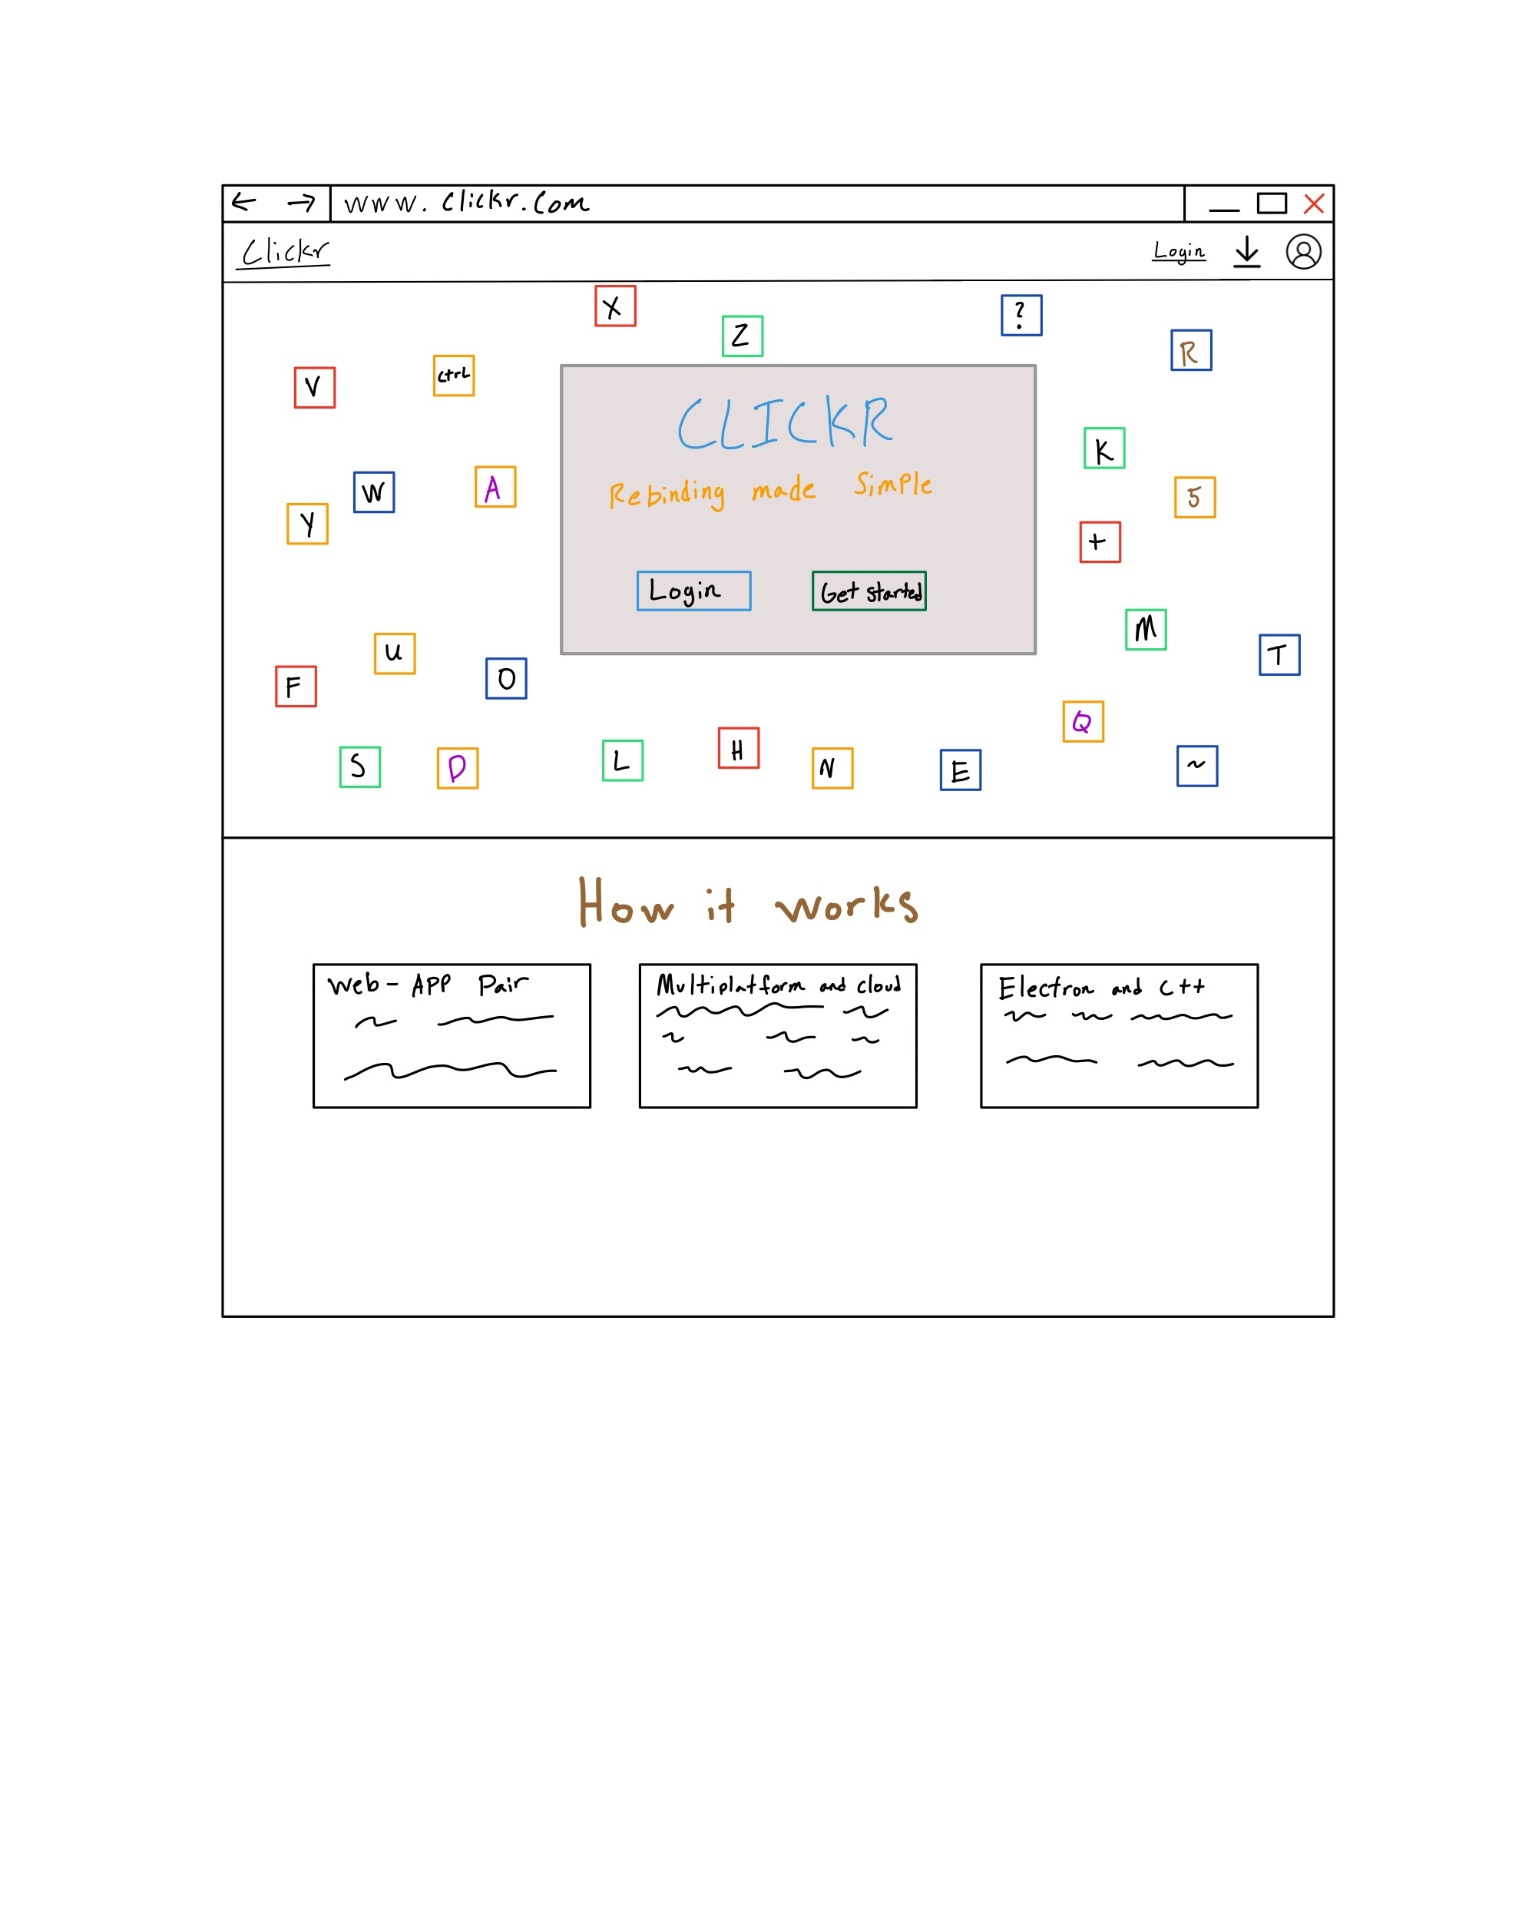 www.Clickr.Com
Clickr
Login
X
Z
?
R
V
Ctrl
K
W
A
5
Y
+
CLICKR
Rebinding made Simple
Login
Get started
M
U
T
F
O
Q
S
D
L
H
N
E
~
How it works
Web-APP Pair
Multiplatform and cloud
Electron and C++